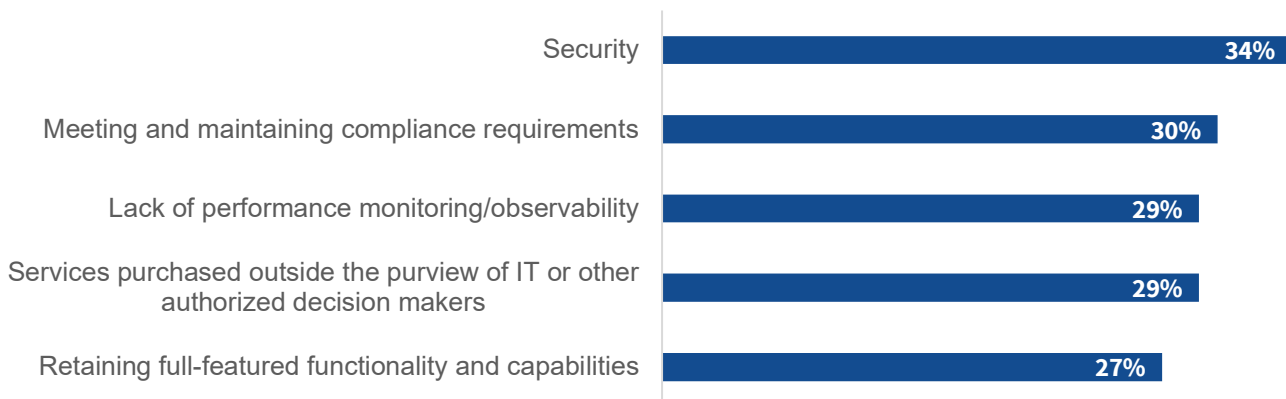 Security
34%
Meeting and maintaining compliance requirements
30%
Lack of performance monitoring/observability
29%
Services purchased outside the purview of IT or other
authorized decision makers
29%
Retaining full-featured functionality and capabilities
27%